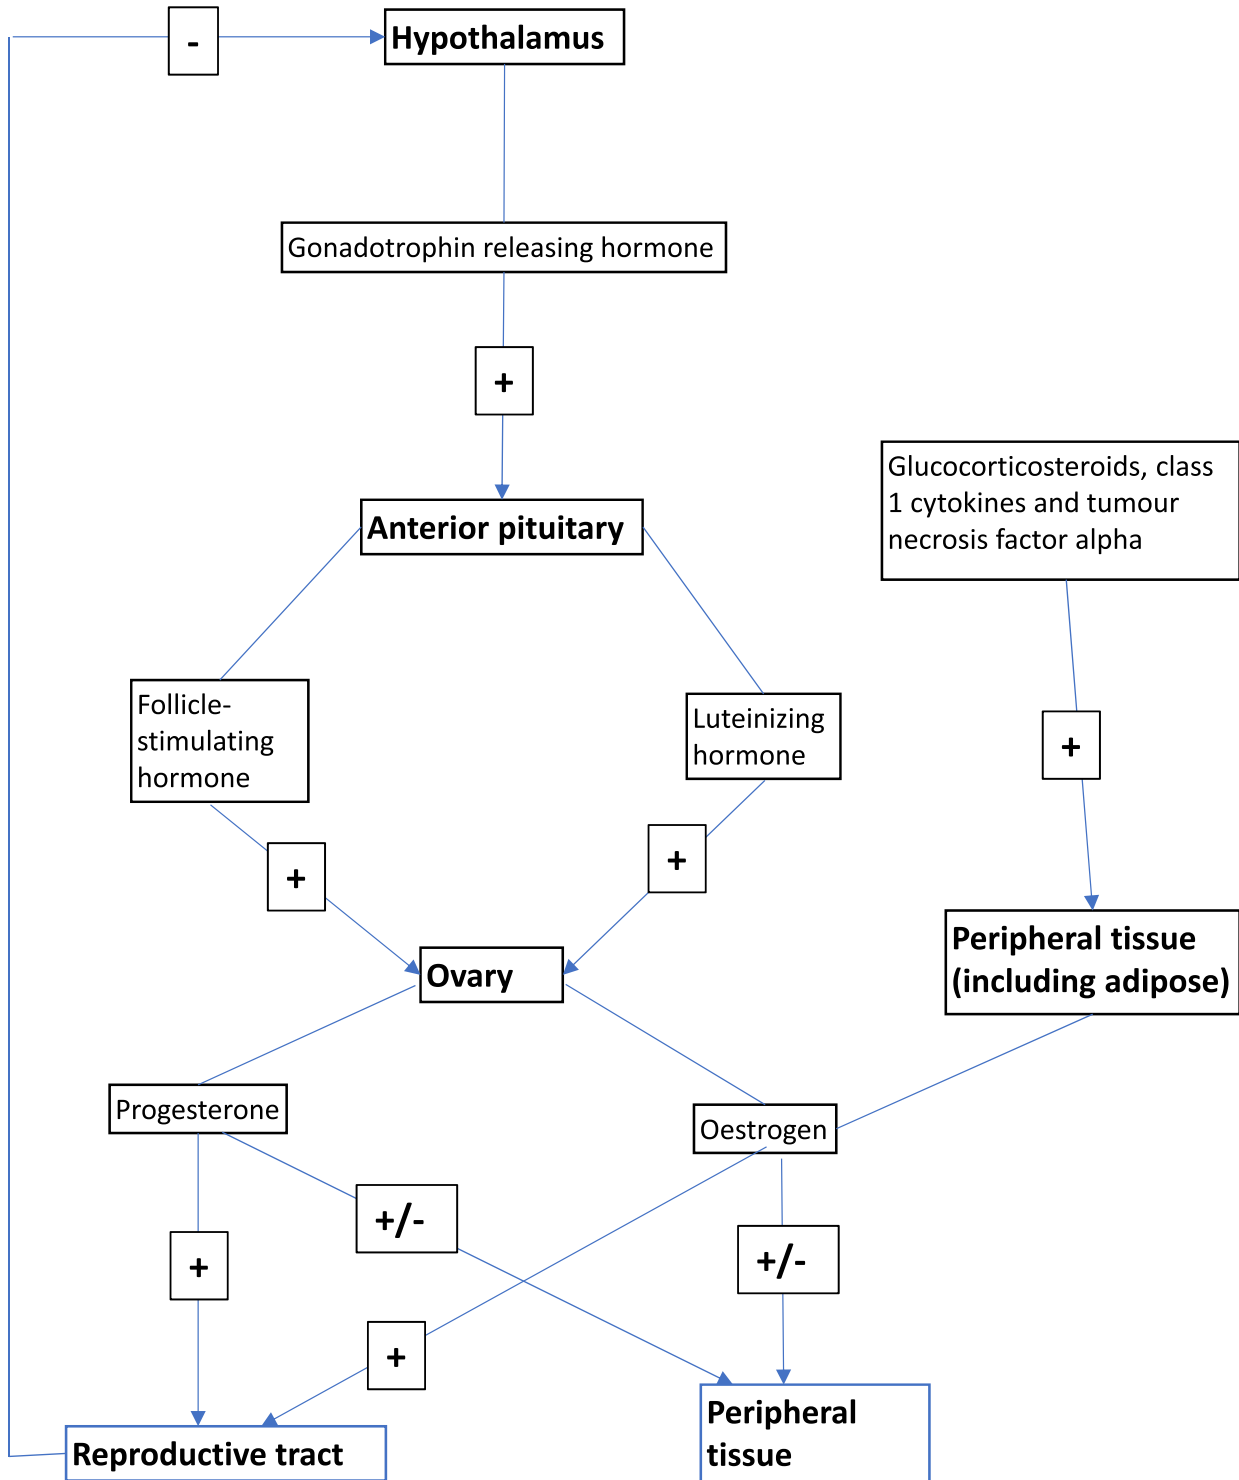 -
Hypothalamus
Gonadotrophin releasing hormone
+
Glucocorticosteroids, class
1 cytokines and tumour
necrosis factor alpha
Anterior pituitary
Follicle-
stimulating
hormone
Luteinizing
hormone
+
+
+
Peripheral tissue
(including adipose)
Ovary
Progesterone
Oestrogen
+/-
+/-
+
+
Peripheral
tissue
Reproductive tract